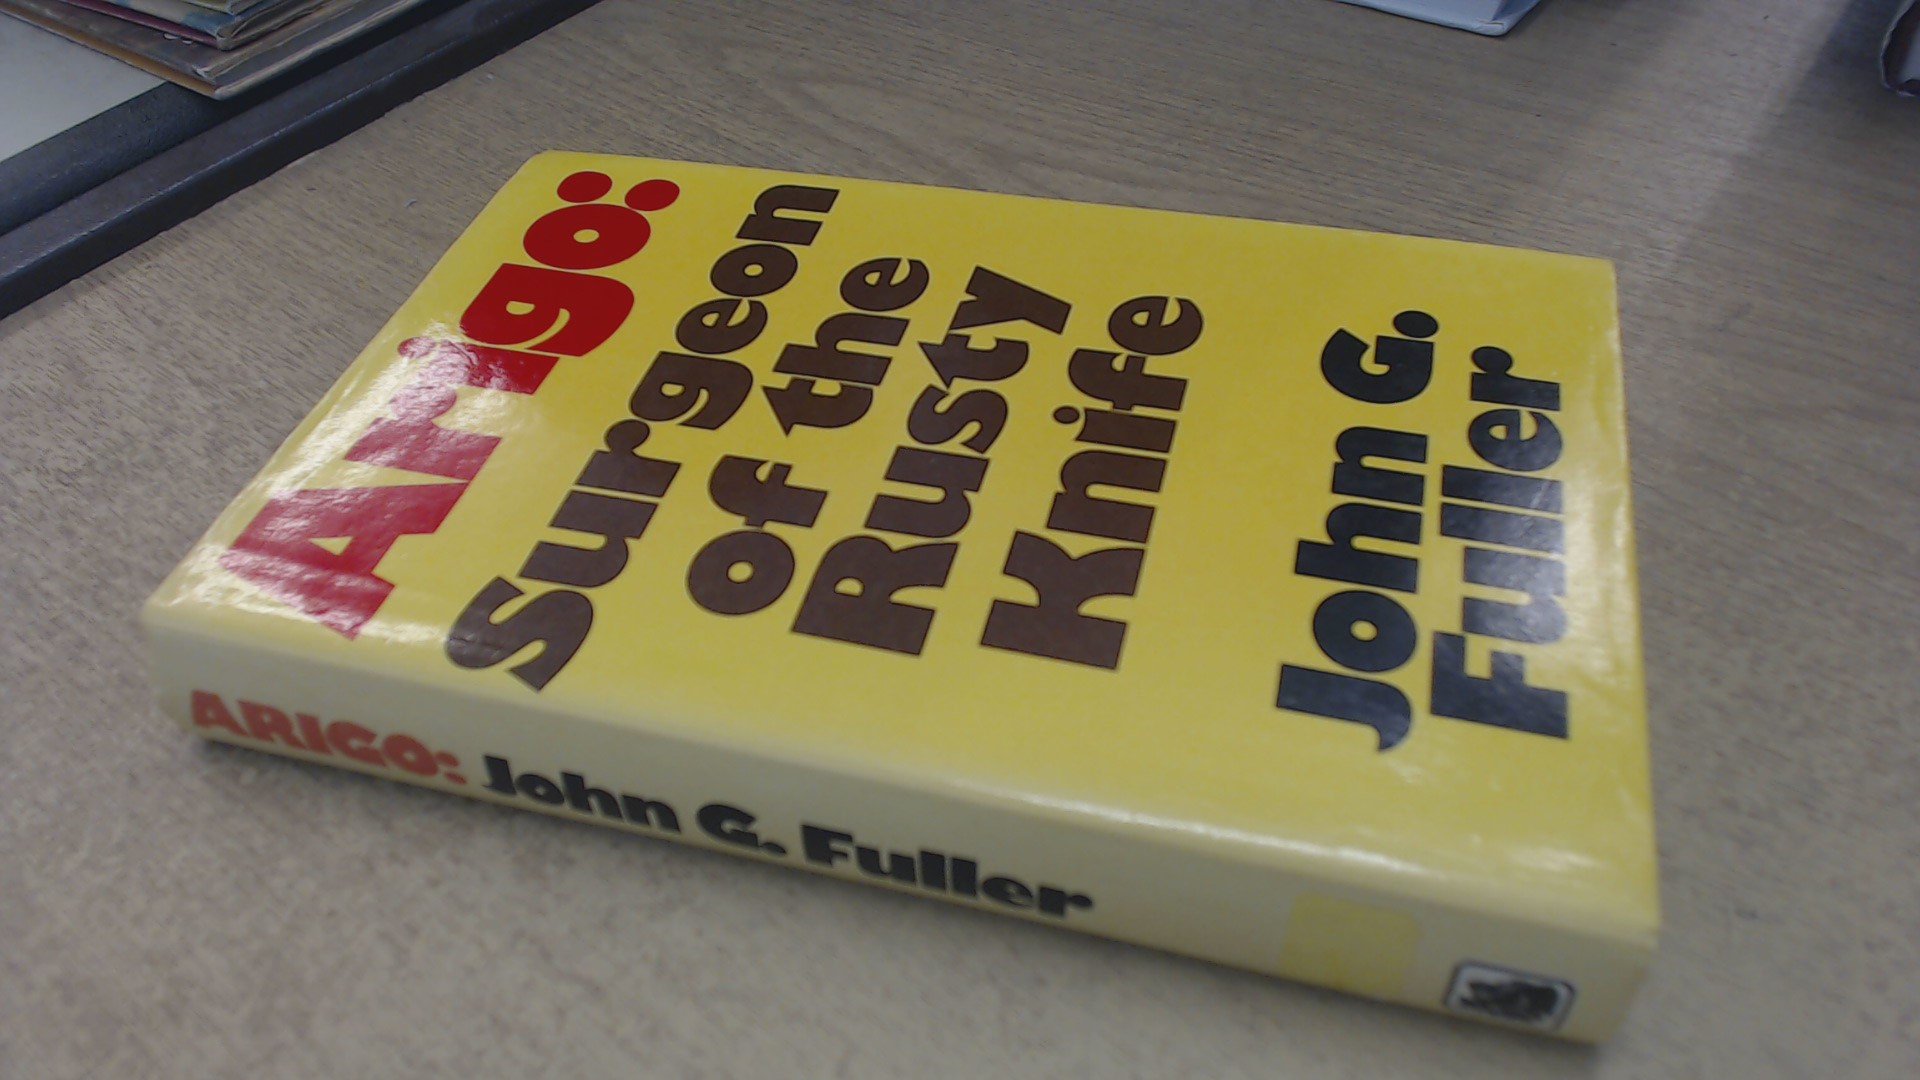 Arigo:
Surgeon
of the
Rusty
Knife
John G.
Fuller
ARIGO: John G. Fuller